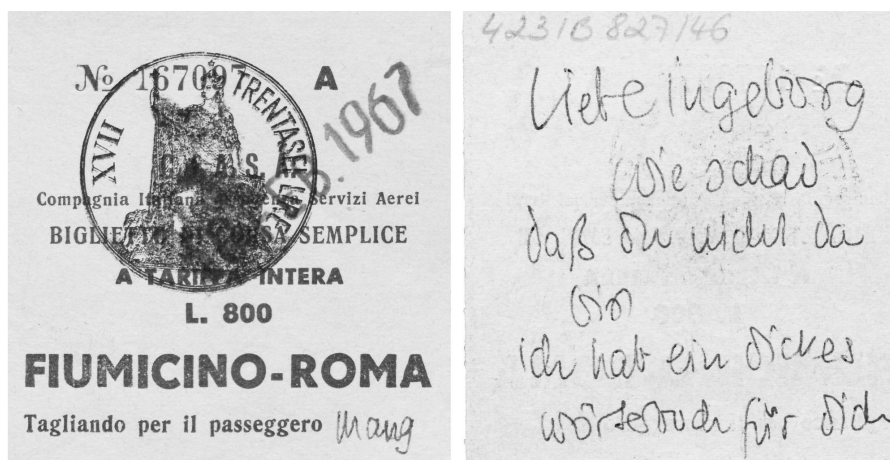 No 167097 A
XVII TRENTASEI LIRE
1967
C. I. A. S. A.
Compagnia Servizi Aerei
BIGLIETTO DI CORSA SEMPLICE
A TARIFFA INTERA
L. 800
FIUMICINO-ROMA
Tagliando per il passeggero
4231B 827/46
liebe ingeborg
wie schad
daß du nicht da
bist
ich hab ein dickes
wörterbuch für dich